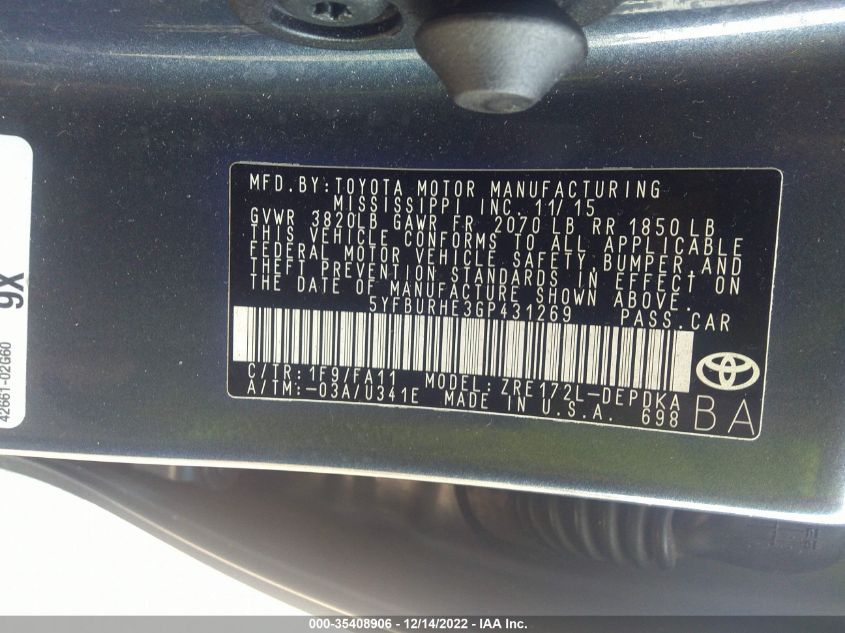 MFD.BY:TOYOTA MOTOR MANUFACTURING
MISSISSIPPI INC. 11/15
GVWR 3820LB GAWR FR 2070 LB RR 1850 LB
THIS VEHICLE CONFORMS TO ALL APPLICABLE
FEDERAL MOTOR VEHICLE SAFETY,BUMPER,AND
THEFT PREVENTION STANDARDS IN EFFECT ON
THE DATE OF MANUFACTURE SHOWN ABOVE.
5YFBURHE3GP431269 PASS.CAR
C/TR:1F9/FA11 MODEL:ZRE172L-DEPDKA
A/TM:-03A/U341E MADE IN U.S.A. 698
BA
9X
42661-02G60
000-35408906 - 12/14/2022 - IAA Inc.